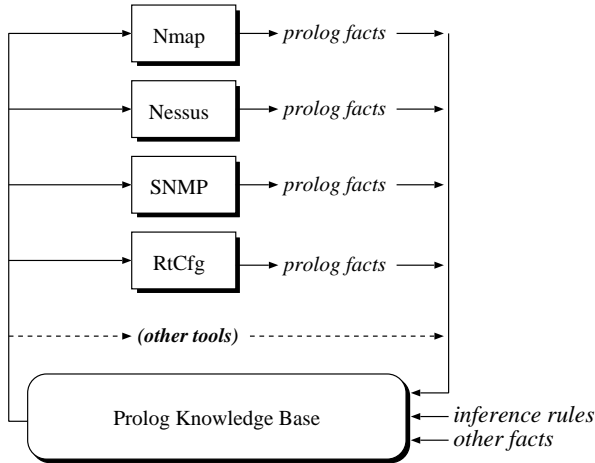 Nmap prolog facts
Nessus prolog facts
SNMP prolog facts
RtCfg prolog facts
(other tools)
Prolog Knowledge Base
inference rules
other facts